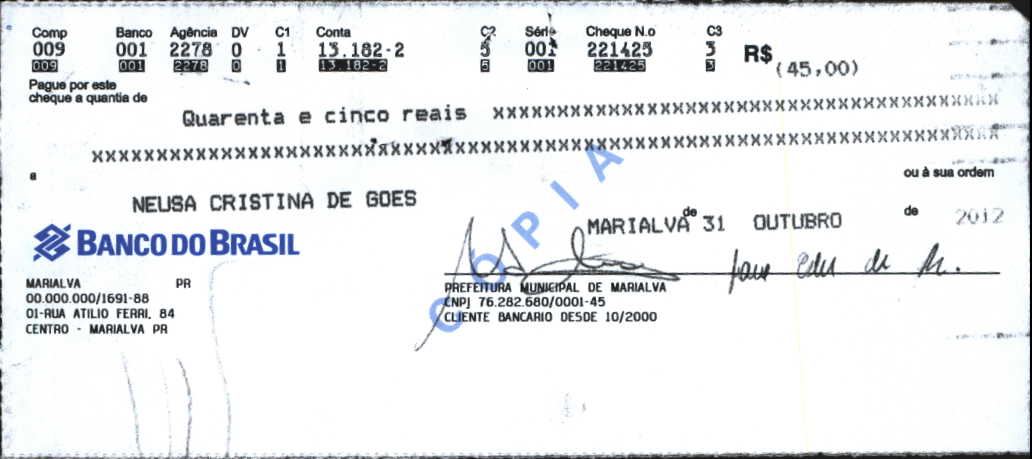 Comp Banco Agência DV C1 Conta C2 Série Cheque N.o C3
009 001 2278 0 1 13.182-2 5 001 221425 3 R$ (45,00)
009 001 2278 0 1 13.182-2 5 001 221425 3
Pague por este
cheque a quantia de
Quarenta e cinco reais xxxxxxxxxxxxxxxxxxxxxxxxxxxxxxxxxxxxxxxxxxx
xxxxxxxxxxxxxxxxxxxxxxxxxxxxxxxxxxxxxxxxxxxxxxxxxxxxxxxxxxxxxxxxxxxxxxxxxxx
a ou à sua ordem
NEUSA CRISTINA DE GOES
MARIALVA de 31 OUTUBRO de 2012
BANCO DO BRASIL
MARIALVA PR
00.000.000/1691-88
01-RUA ATILIO FERRI, 84
CENTRO - MARIALVA PR
PREFEITURA MUNICIPAL DE MARIALVA
CNPJ 76.282.680/0001-45
CLIENTE BANCARIO DESDE 10/2000
CÓPIA